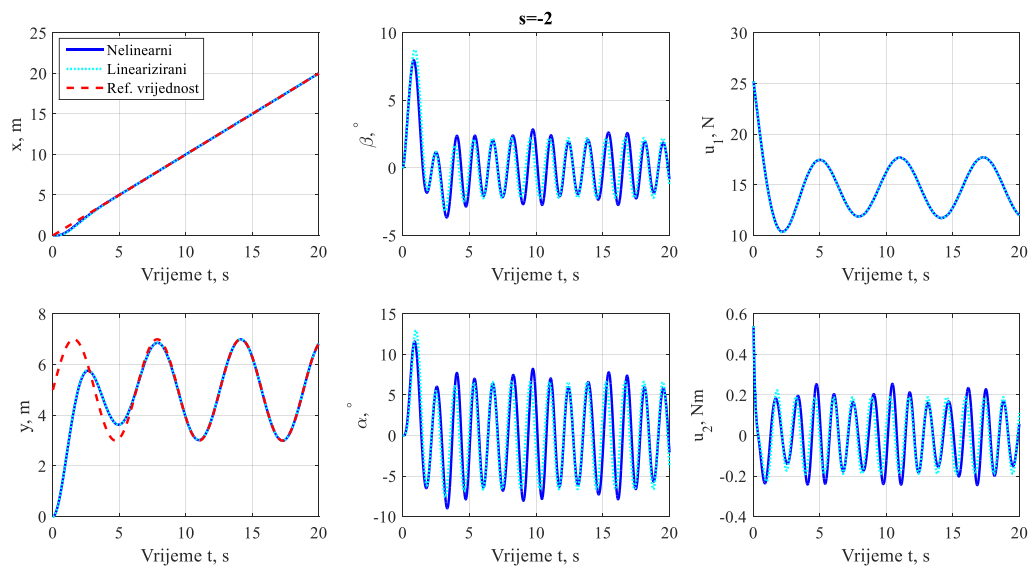 s=-2
25
20
15
10
5
0
x, m
Nelinearni
Linearizirani
Ref. vrijednost
0 5 10 15 20
Vrijeme t, s
10
5
0
-5
β, °
0 5 10 15 20
Vrijeme t, s
30
25
20
15
10
u₁, N
0 5 10 15 20
Vrijeme t, s
8
6
4
2
0
y, m
0 5 10 15 20
Vrijeme t, s
15
10
5
0
-5
-10
α, °
0 5 10 15 20
Vrijeme t, s
0.6
0.4
0.2
0
-0.2
0.4
u₂, Nm
0 5 10 15 20
Vrijeme t, s